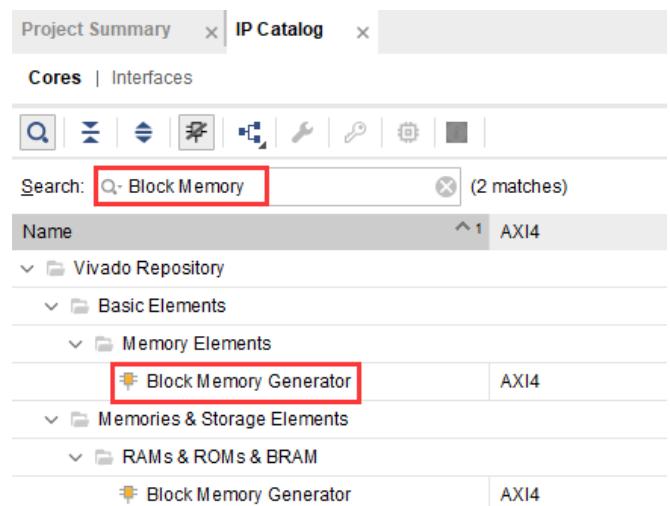 Project Summary × IP Catalog ×
Cores | Interfaces
Search: Block Memory (2 matches)
Name 1 AXI4
Vivado Repository
Basic Elements
Memory Elements
Block Memory Generator AXI4
Memories & Storage Elements
RAMs & ROMs & BRAM
Block Memory Generator AXI4